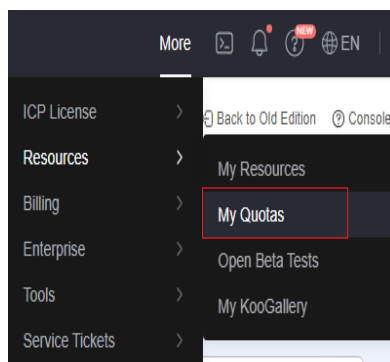 More NEW EN
ICP License
Resources
Billing
Enterprise
Tools
Service Tickets
Back to Old Edition Console
My Resources
My Quotas
Open Beta Tests
My KooGallery